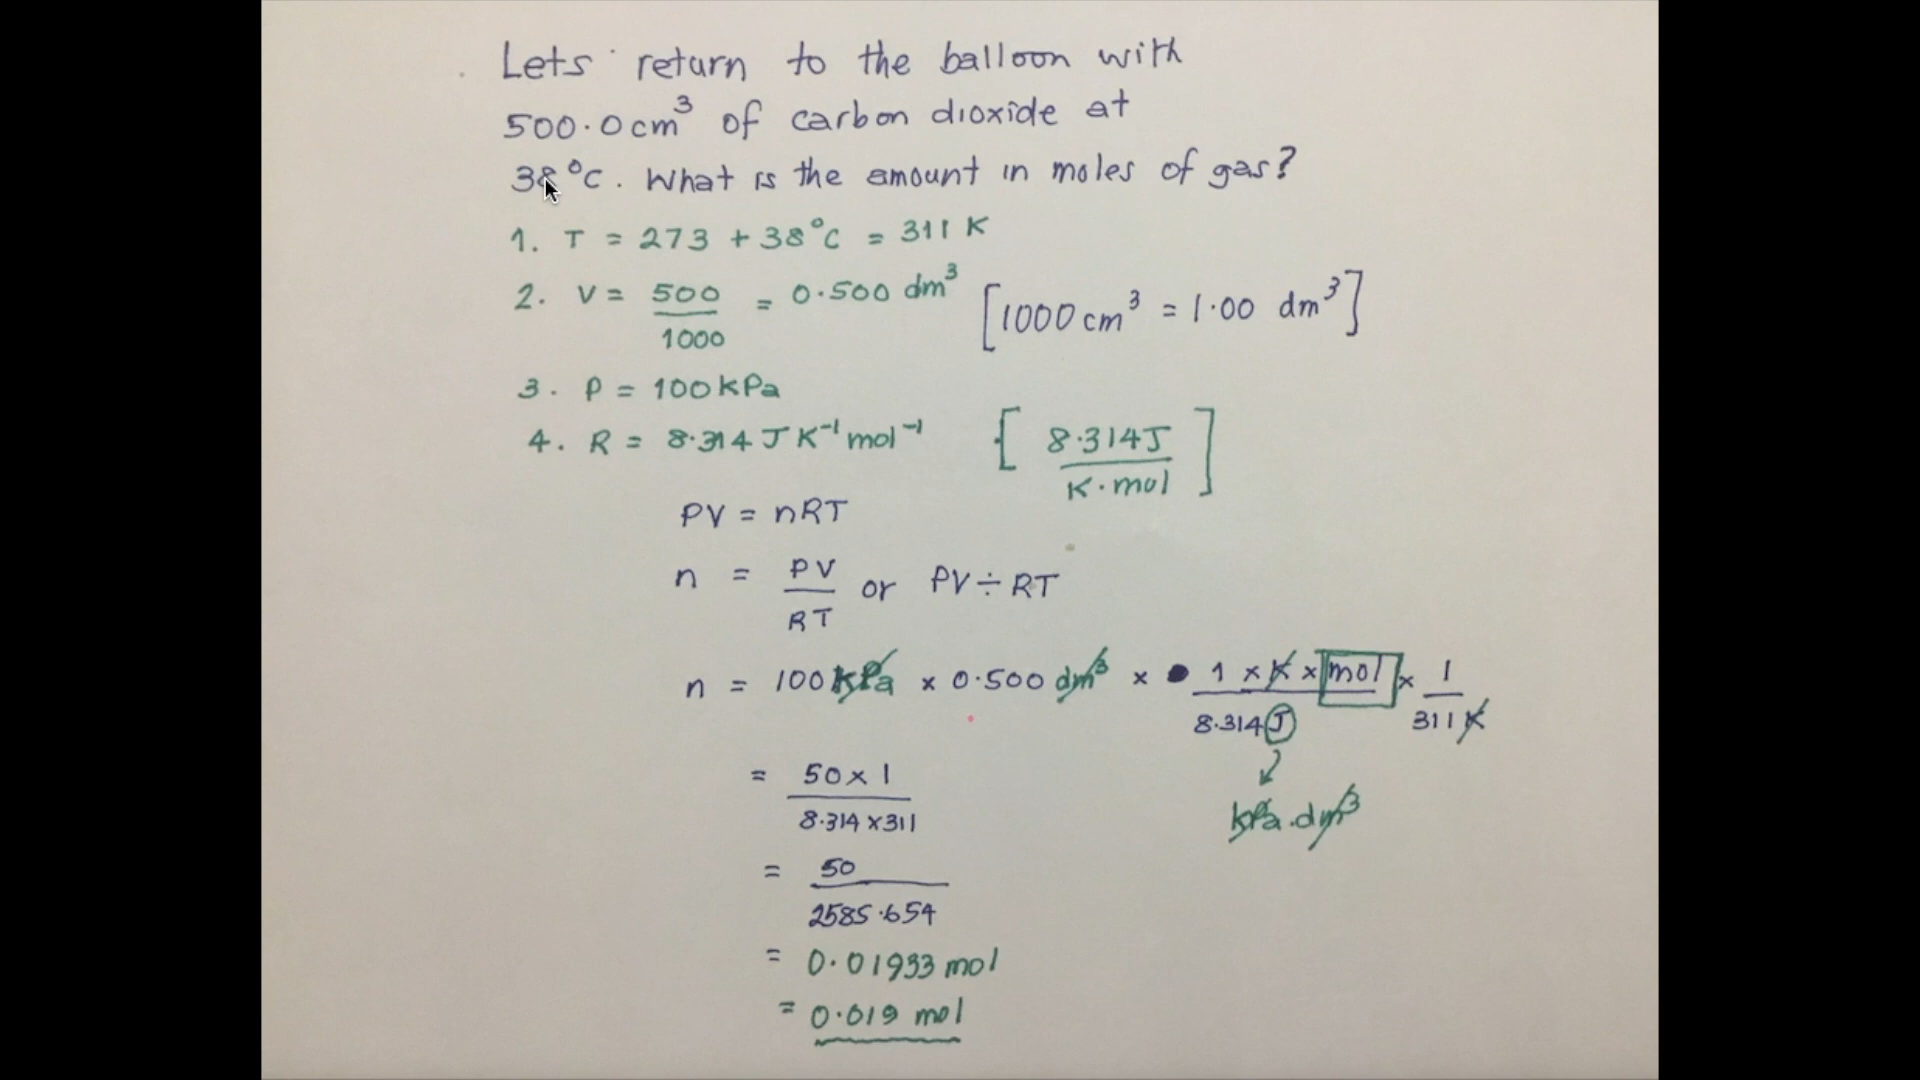 Lets return to the balloon with
500.0cm³ of carbon dioxide at
38°C. What is the amount in moles of gas?
1. T = 273 + 38°C = 311 K
2. V = 500/1000 = 0.500 dm³ [1000 cm³ = 1.00 dm³]
3. P = 100 kPa
4. R = 8.314 J K⁻¹ mol⁻¹ [8.314J / K·mol]
PV = nRT
n = PV/RT or PV ÷ RT
n = 100 kPa × 0.500 dm³ × 1 × K × mol / 8.314 J × 1 / 311 K
kPa.dm³
= 50 × 1 / 8.314 × 311
= 50 / 2585.654
= 0.01933 mol
= 0.019 mol